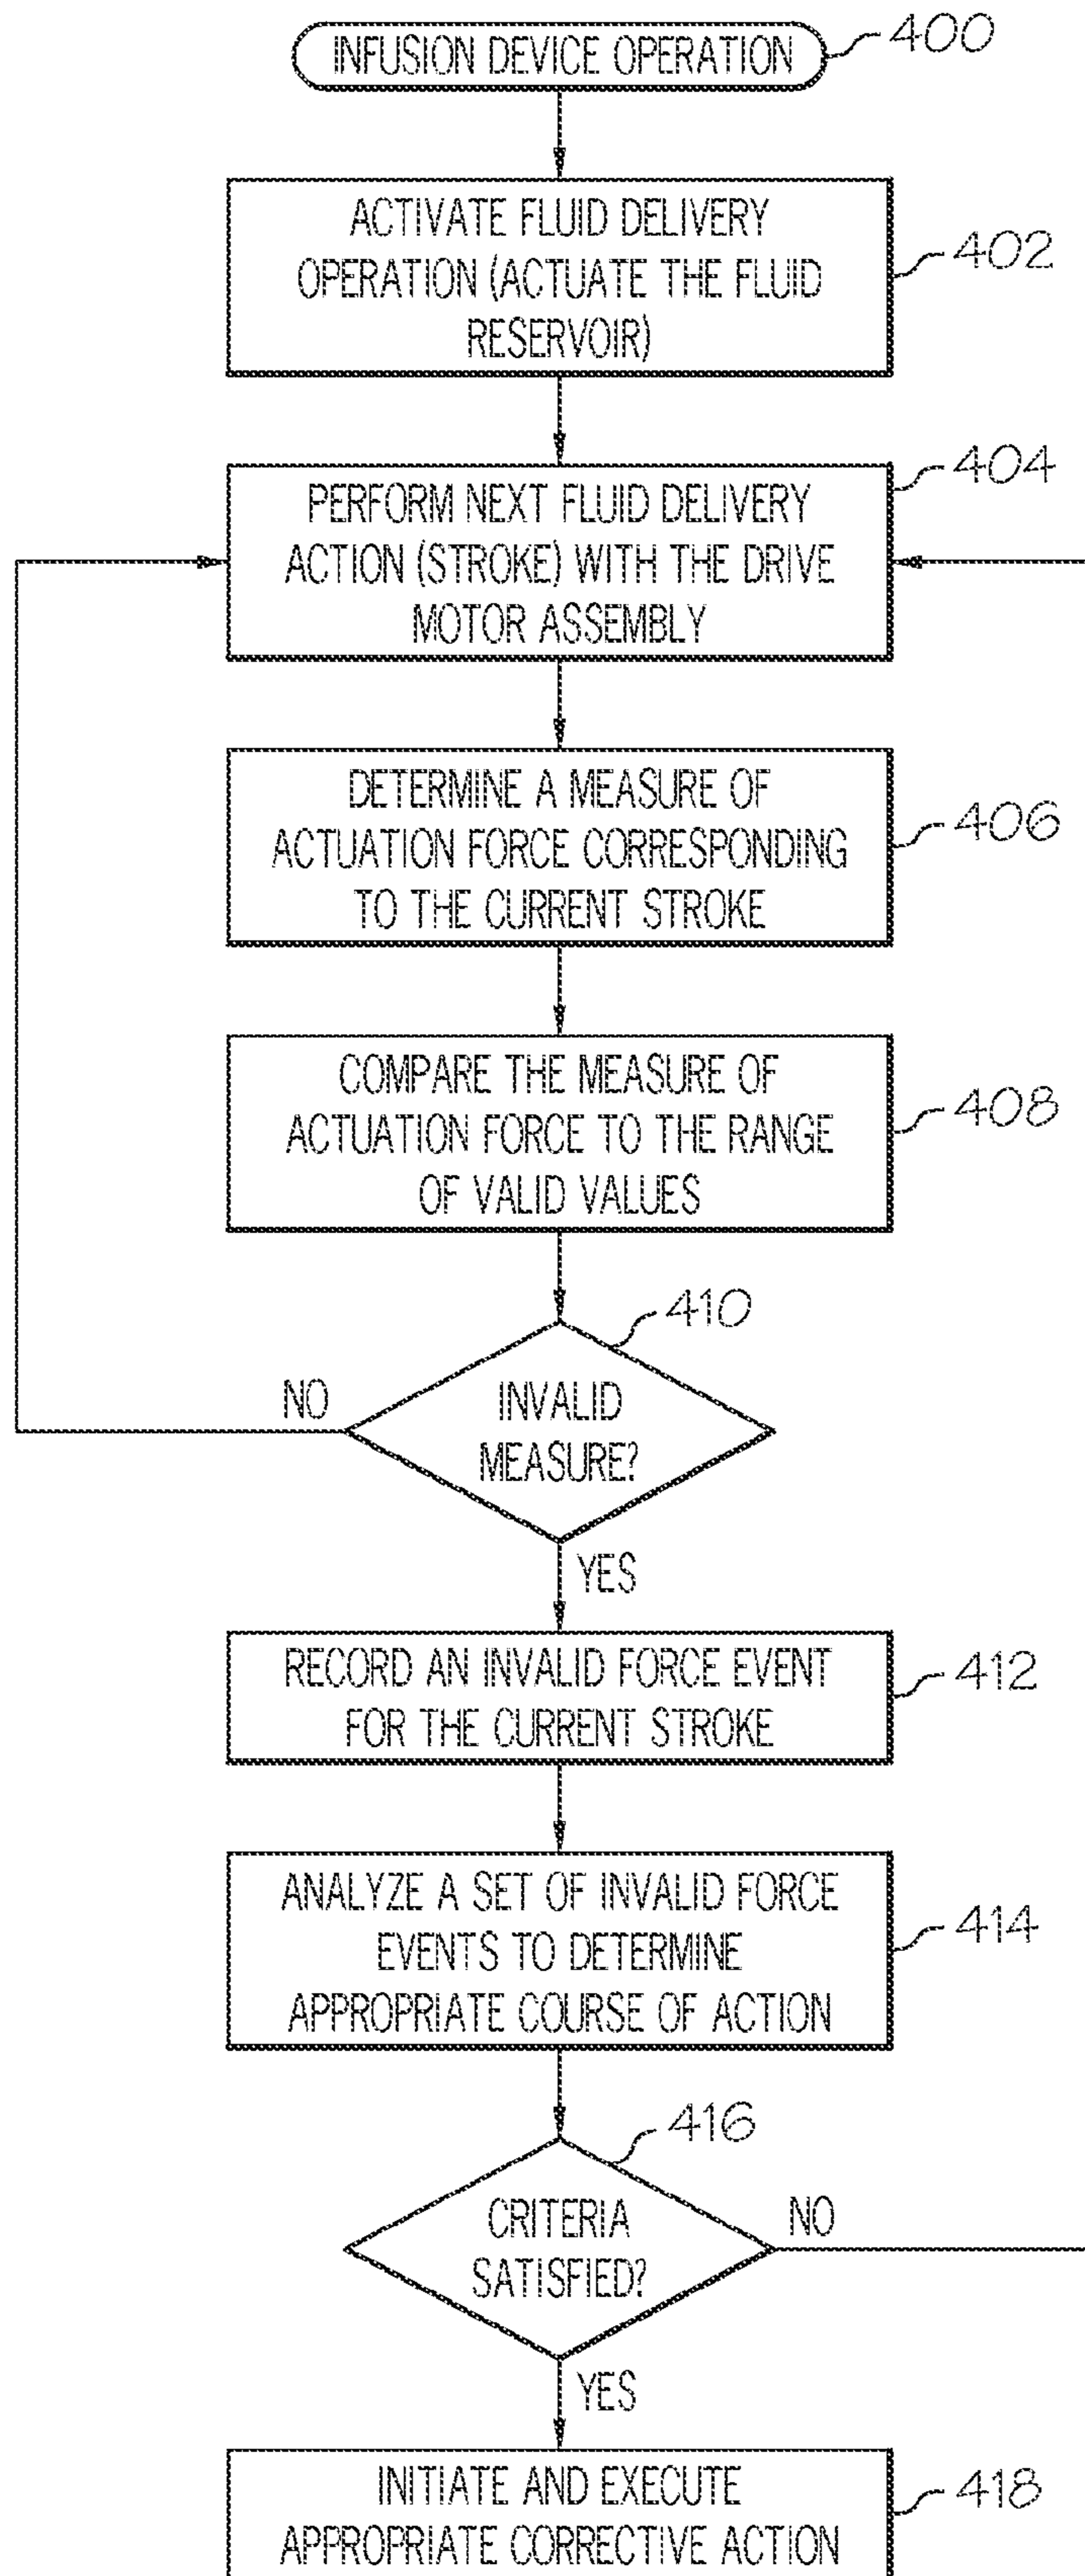 INFUSION DEVICE OPERATION
400
ACTIVATE FLUID DELIVERY
OPERATION (ACTUATE THE FLUID
RESERVOIR)
402
PERFORM NEXT FLUID DELIVERY
ACTION (STROKE) WITH THE DRIVE
MOTOR ASSEMBLY
404
DETERMINE A MEASURE OF
ACTUATION FORCE CORRESPONDING
TO THE CURRENT STROKE
406
COMPARE THE MEASURE OF
ACTUATION FORCE TO THE RANGE
OF VALID VALUES
408
410
INVALID
MEASURE?
NO
YES
RECORD AN INVALID FORCE EVENT
FOR THE CURRENT STROKE
412
ANALYZE A SET OF INVALID FORCE
EVENTS TO DETERMINE
APPROPRIATE COURSE OF ACTION
414
416
CRITERIA
SATISFIED?
NO
YES
INITIATE AND EXECUTE
APPROPRIATE CORRECTIVE ACTION
418